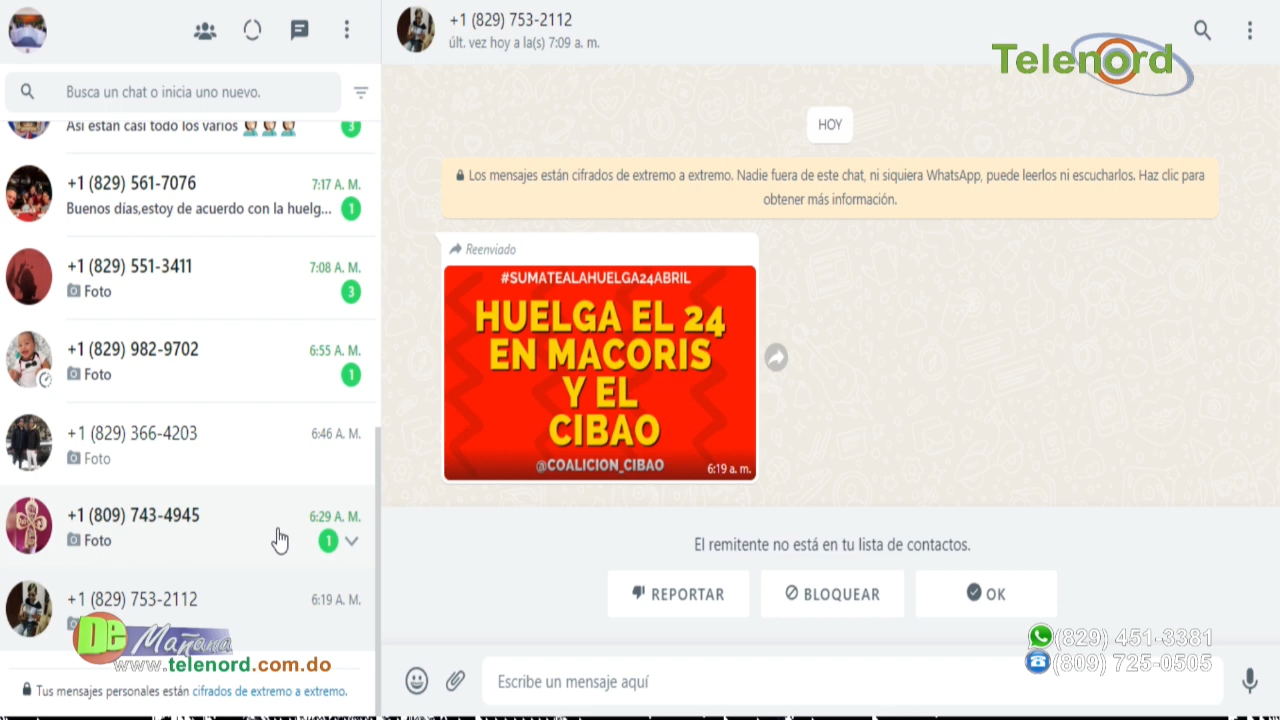 Busca un chat o inicia uno nuevo.
Así están casi todo los varios
3
+1 (829) 561-7076
7:17 A. M.
Buenos días,estoy de acuerdo con la huelg...
1
+1 (829) 551-3411
7:08 A. M.
Foto
3
+1 (829) 982-9702
6:55 A. M.
Foto
1
+1 (829) 366-4203
6:46 A. M.
Foto
+1 (809) 743-4945
6:29 A. M.
Foto
1
+1 (829) 753-2112
6:19 A. M.
De Mañana
www.telenord.com.do
Tus mensajes personales están cifrados de extremo a extremo.
+1 (829) 753-2112
últ. vez hoy a la(s) 7:09 a. m.
Telenord
HOY
Los mensajes están cifrados de extremo a extremo. Nadie fuera de este chat, ni siquiera WhatsApp, puede leerlos ni escucharlos. Haz clic para
obtener más información.
Reenviado
#SUMATEALAHUELGA24ABRIL
HUELGA EL 24
EN MACORIS
Y EL
CIBAO
@COALICION_CIBAO
6:19 a. m.
El remitente no está en tu lista de contactos.
REPORTAR
BLOQUEAR
OK
(829) 451-3381
(809) 725-0505
Escribe un mensaje aquí